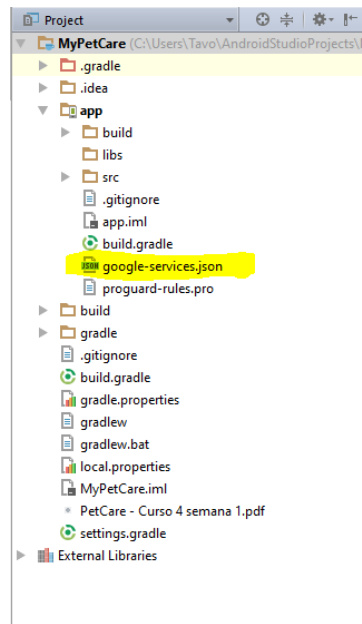 Project
MyPetCare (C:\Users\Tavo\AndroidStudioProjects\
.gradle
.idea
app
build
libs
src
.gitignore
app.iml
build.gradle
JSON google-services.json
proguard-rules.pro
build
gradle
.gitignore
build.gradle
gradle.properties
gradlew
gradlew.bat
local.properties
MyPetCare.iml
PetCare - Curso 4 semana 1.pdf
settings.gradle
External Libraries